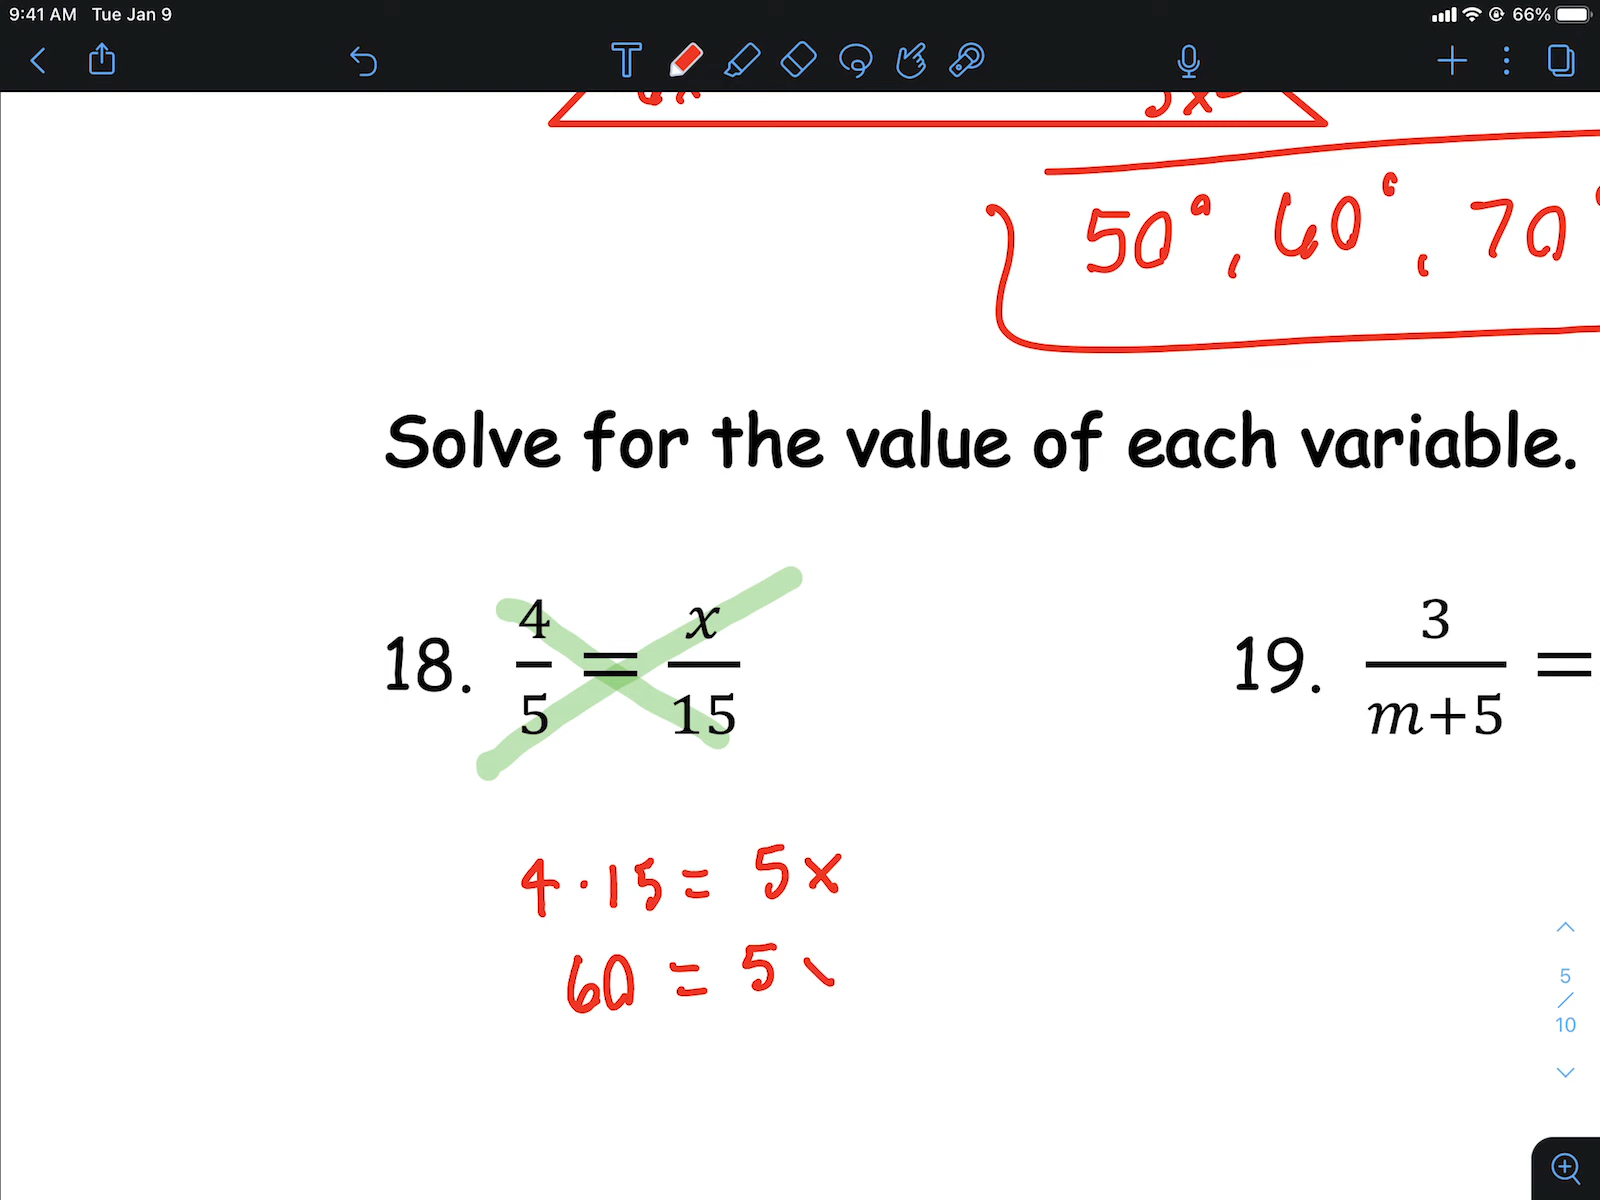 9:41 AM Tue Jan 9 66%
50°, 60°, 70°
Solve for the value of each variable.
18. 4/5 = x/15
19. 3/(m+5) =
4 · 15 = 5x
60 = 5
5
/
10